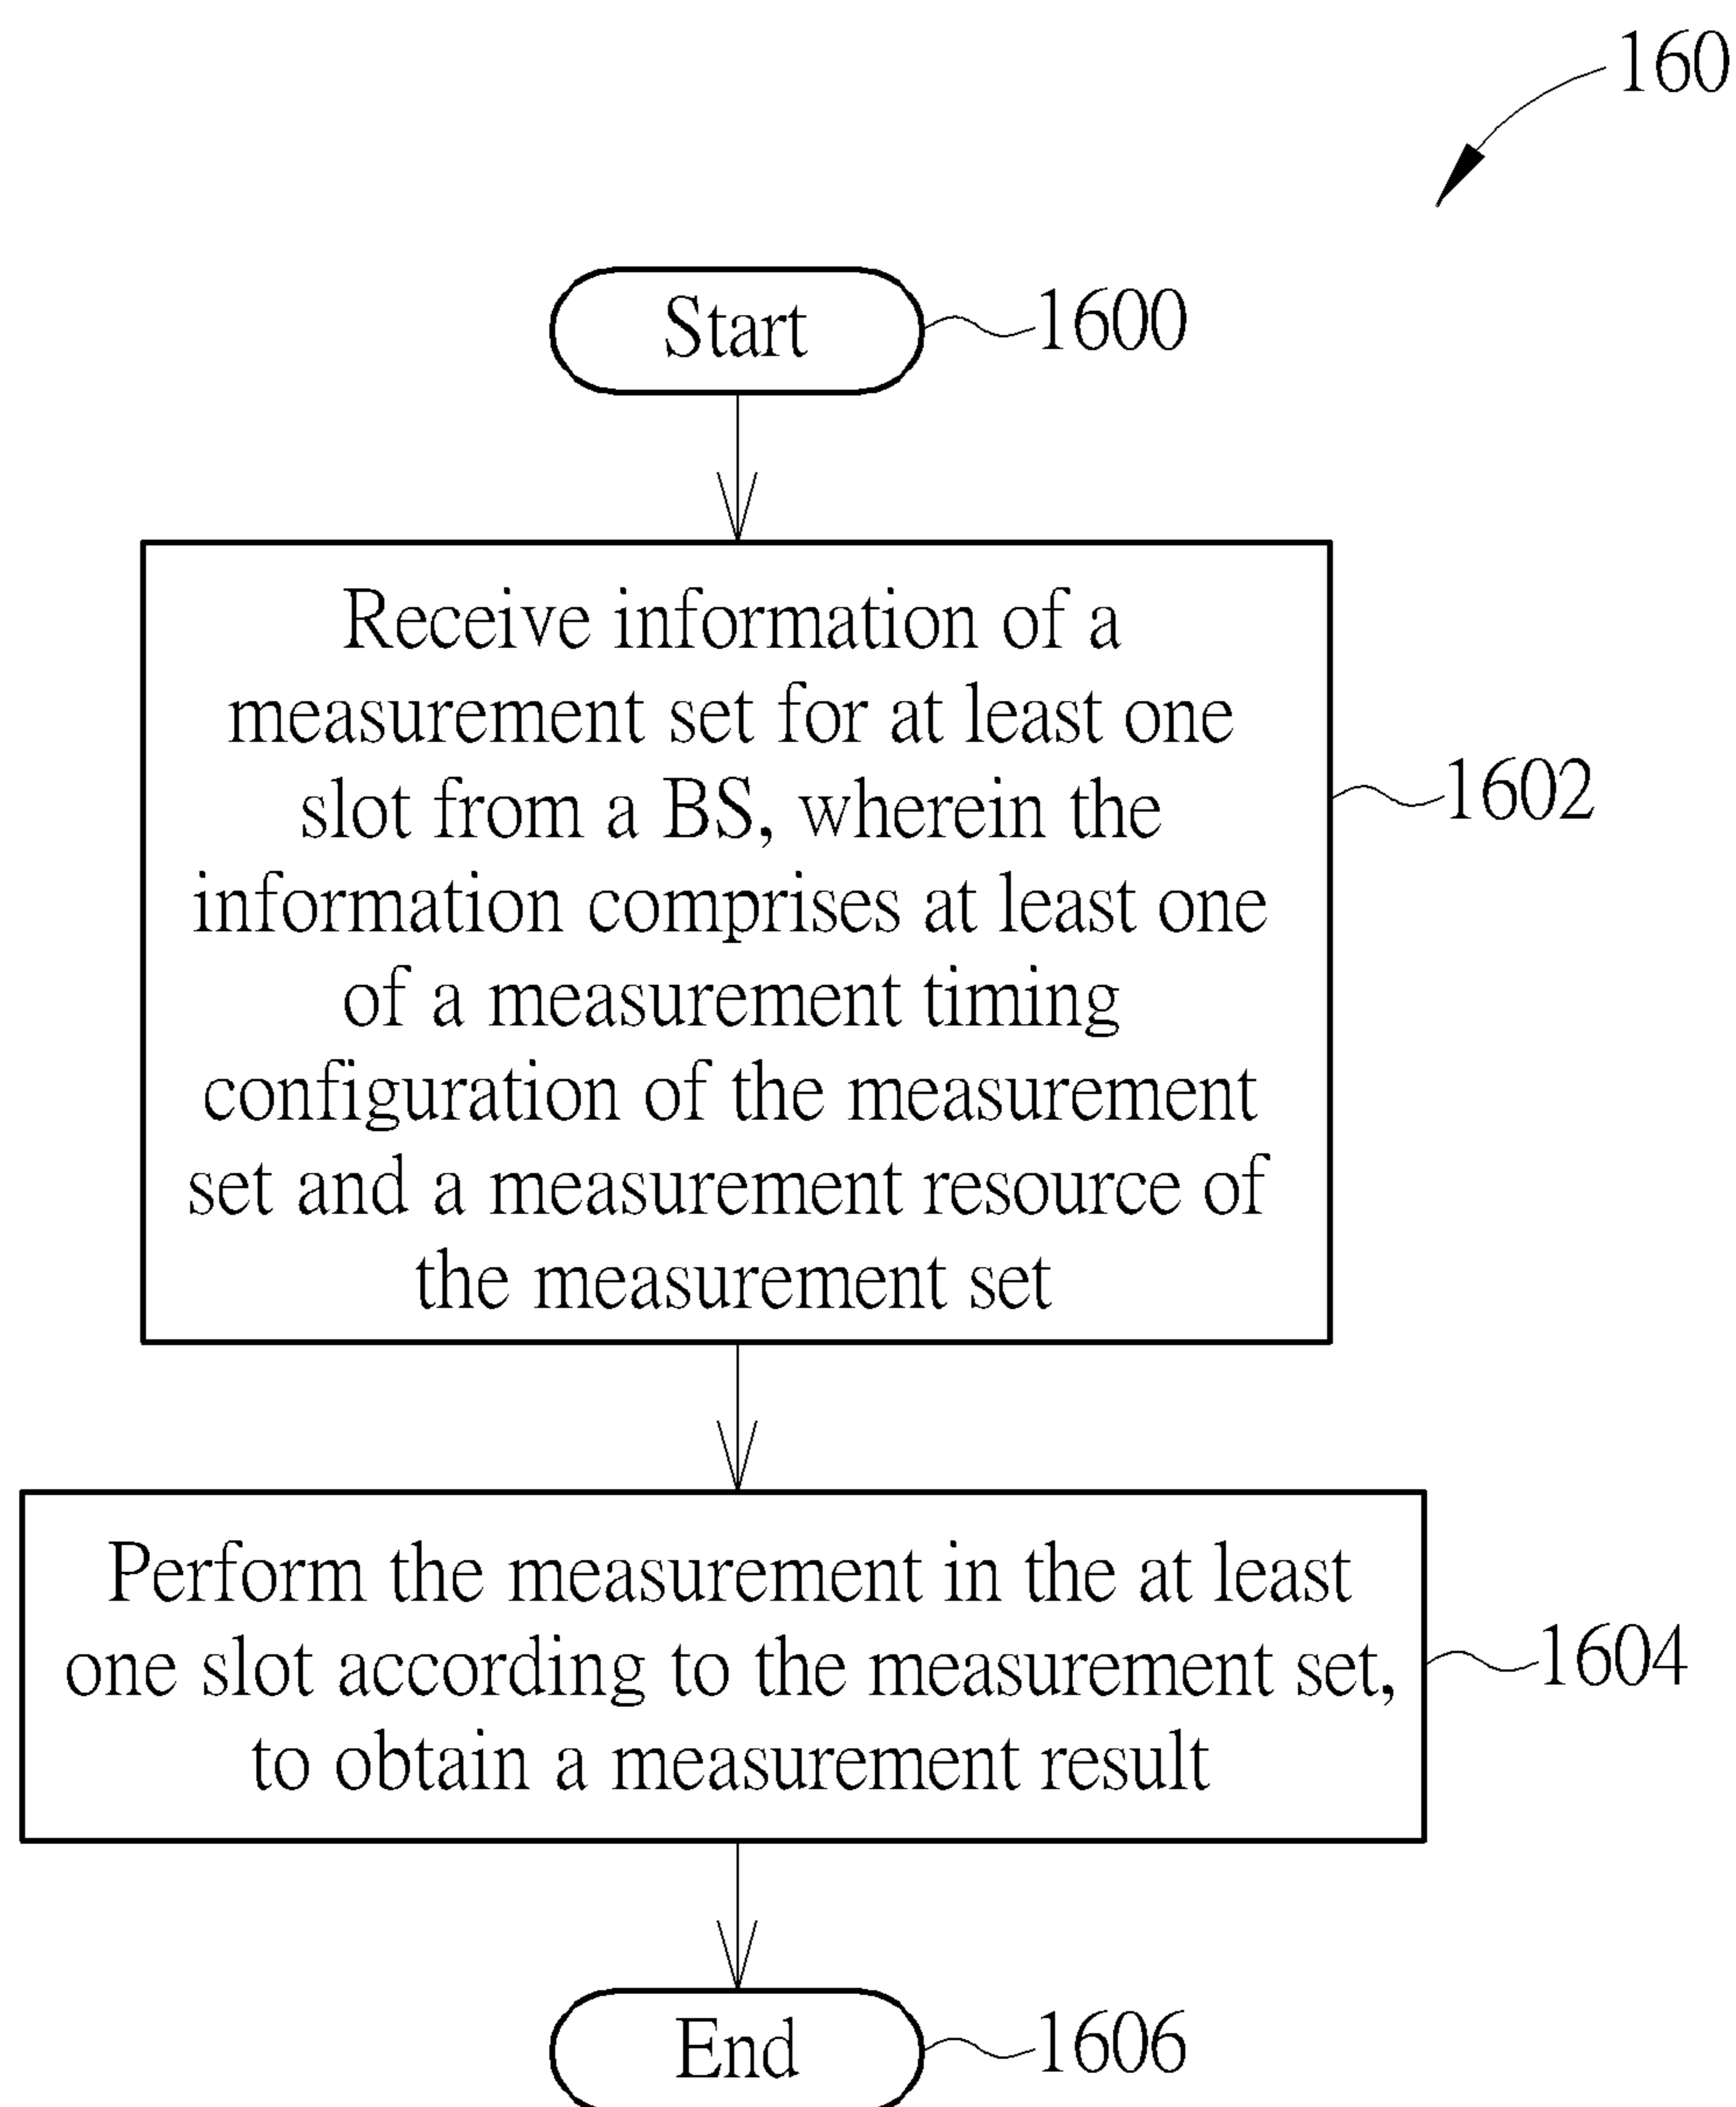 160
Start
1600
Receive information of a
measurement set for at least one
slot from a BS, wherein the
information comprises at least one
of a measurement timing
configuration of the measurement
set and a measurement resource of
the measurement set
1602
Perform the measurement in the at least
one slot according to the measurement set,
to obtain a measurement result
1604
End
1606